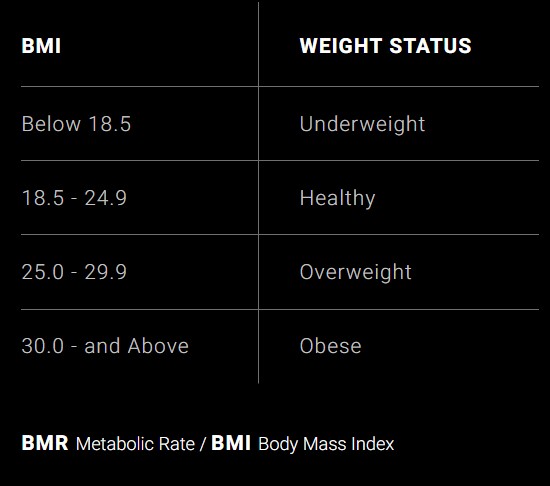 BMI WEIGHT STATUS
Below 18.5 Underweight
18.5 - 24.9 Healthy
25.0 - 29.9 Overweight
30.0 - and Above Obese
BMR Metabolic Rate / BMI Body Mass Index